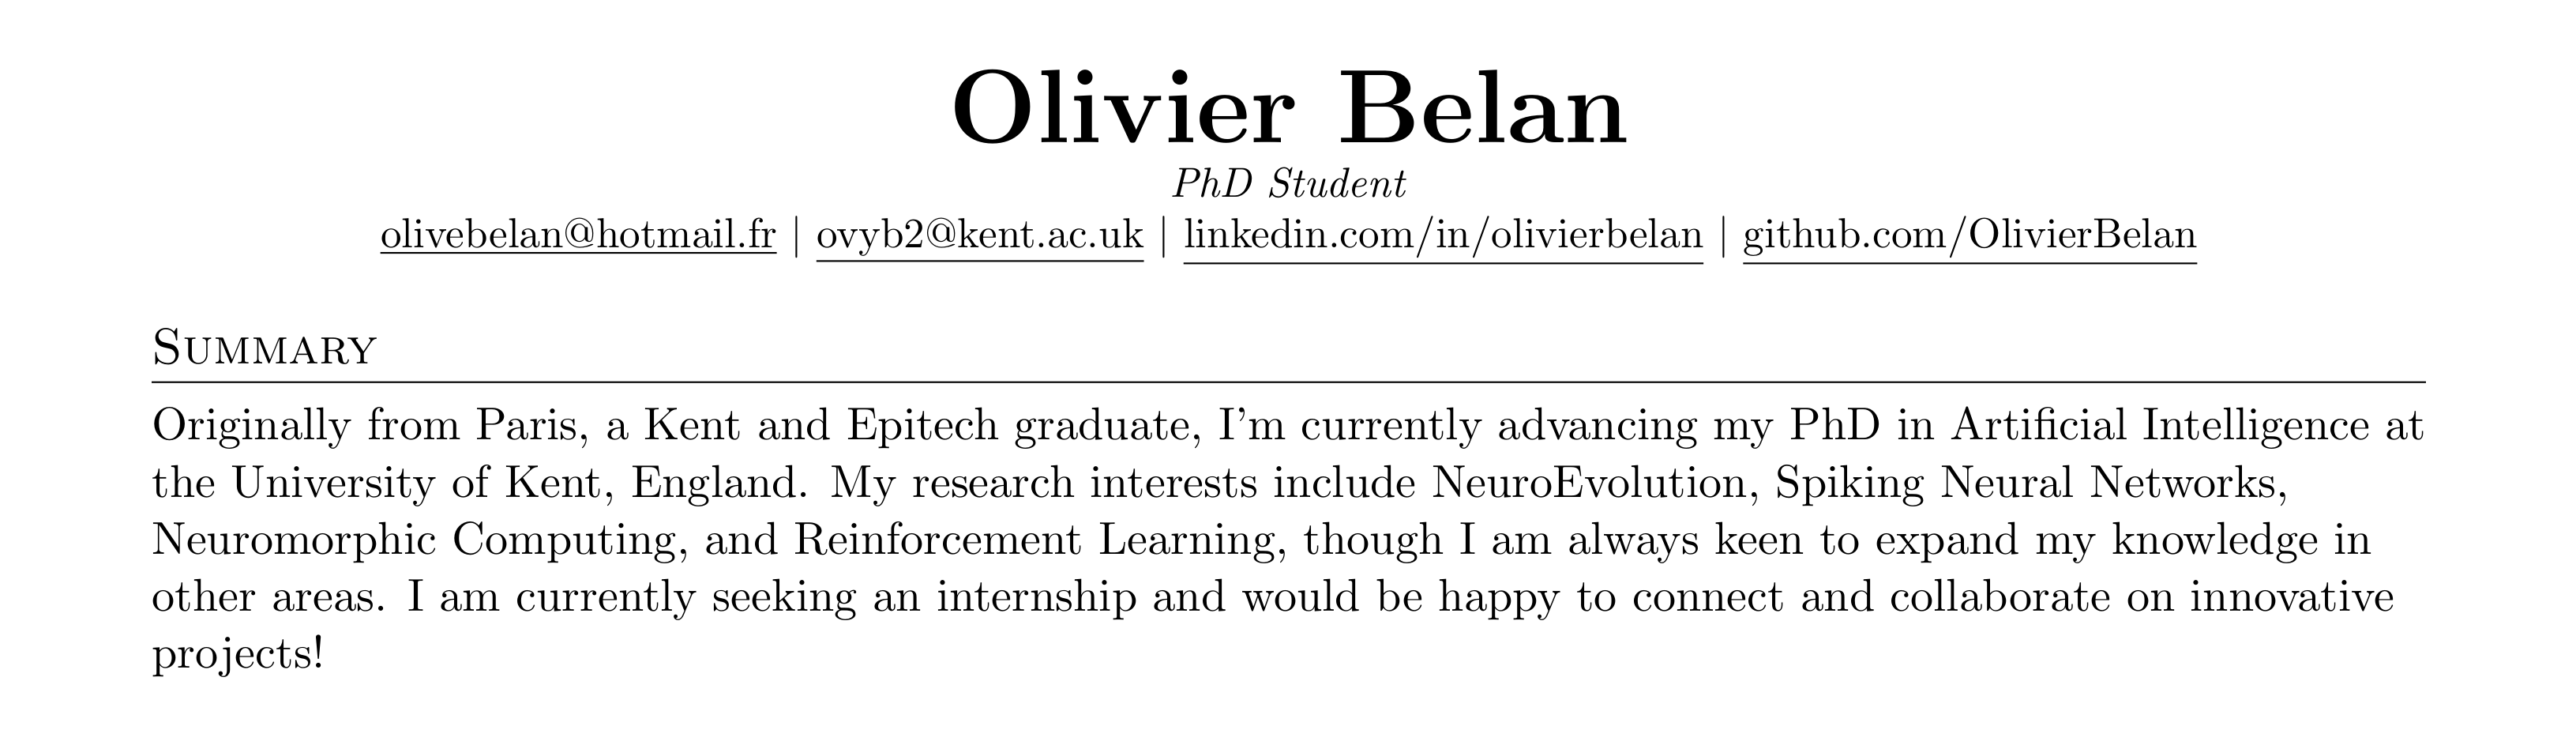 Olivier Belan
PhD Student
olivebelan@hotmail.fr | ovyb2@kent.ac.uk | linkedin.com/in/olivierbelan | github.com/OlivierBelan
Summary
Originally from Paris, a Kent and Epitech graduate, I'm currently advancing my PhD in Artificial Intelligence at
the University of Kent, England. My research interests include NeuroEvolution, Spiking Neural Networks,
Neuromorphic Computing, and Reinforcement Learning, though I am always keen to expand my knowledge in
other areas. I am currently seeking an internship and would be happy to connect and collaborate on innovative
projects!